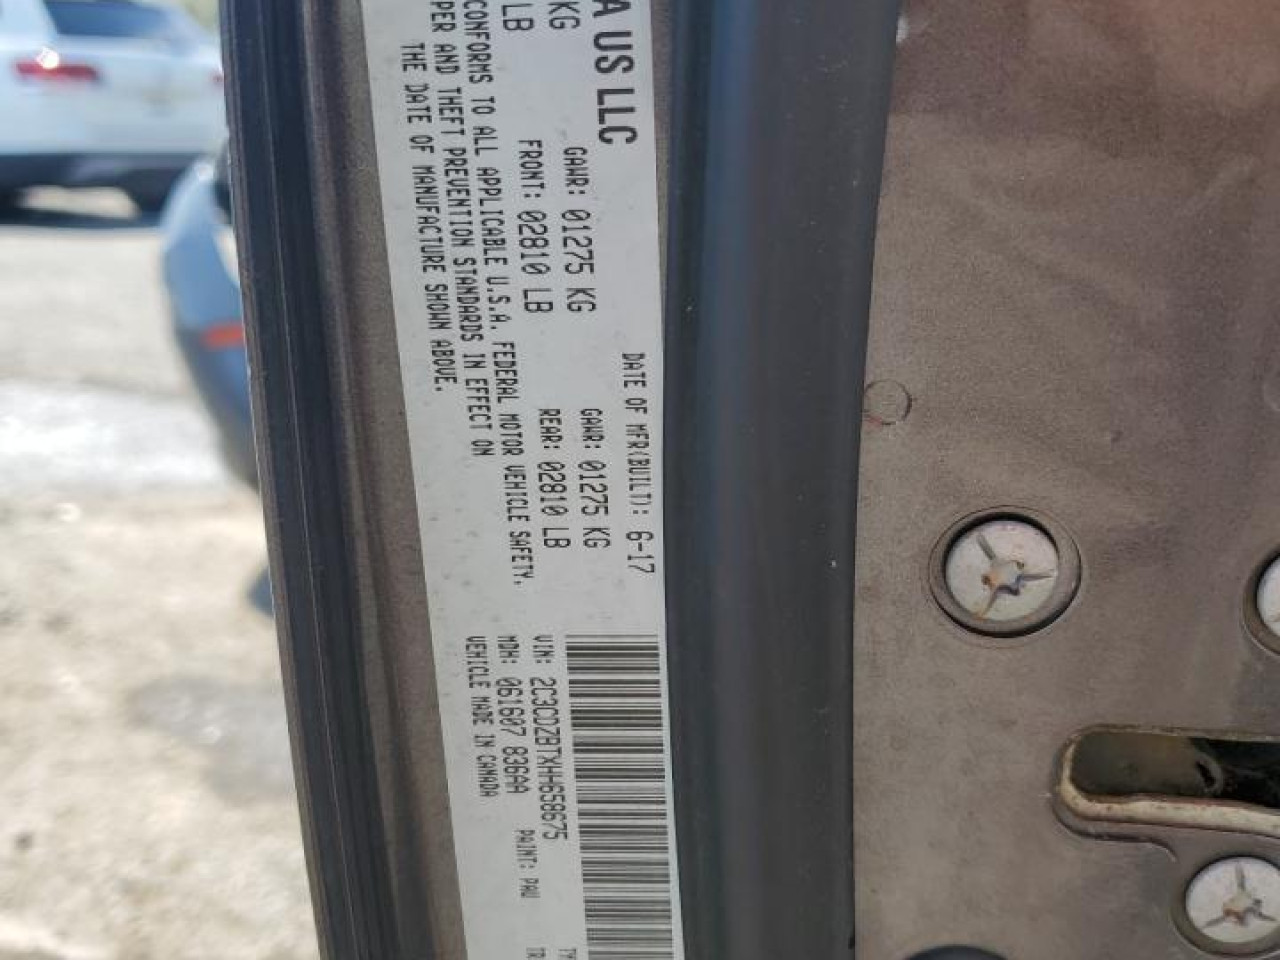 A US LLC
DATE OF MFR(BUILT): 6-17
KG
GAWR: 01275 KG
GAWR: 01275 KG
LB
FRONT: 02810 LB
REAR: 02810 LB
CONFORMS TO ALL APPLICABLE U.S.A. FEDERAL MOTOR VEHICLE SAFETY,
PER AND THEFT PREVENTION STANDARDS IN EFFECT ON
THE DATE OF MANUFACTURE SHOWN ABOVE.
VIN: 2C3CDZBTXHH658675
TY
MDH: 061607 836AA
PAINT: PAU
TR
VEHICLE MADE IN CANADA